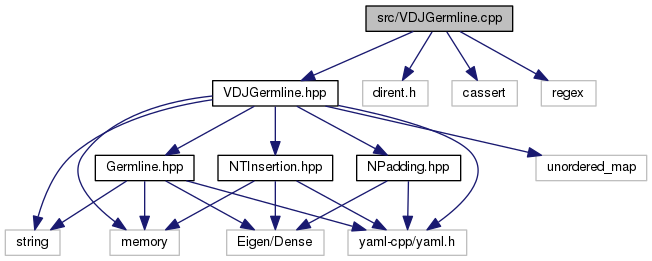 src/VDJGermline.cpp
VDJGermline.hpp
dirent.h
cassert
regex
Germline.hpp
NTInsertion.hpp
NPadding.hpp
unordered_map
string
memory
Eigen/Dense
yaml-cpp/yaml.h